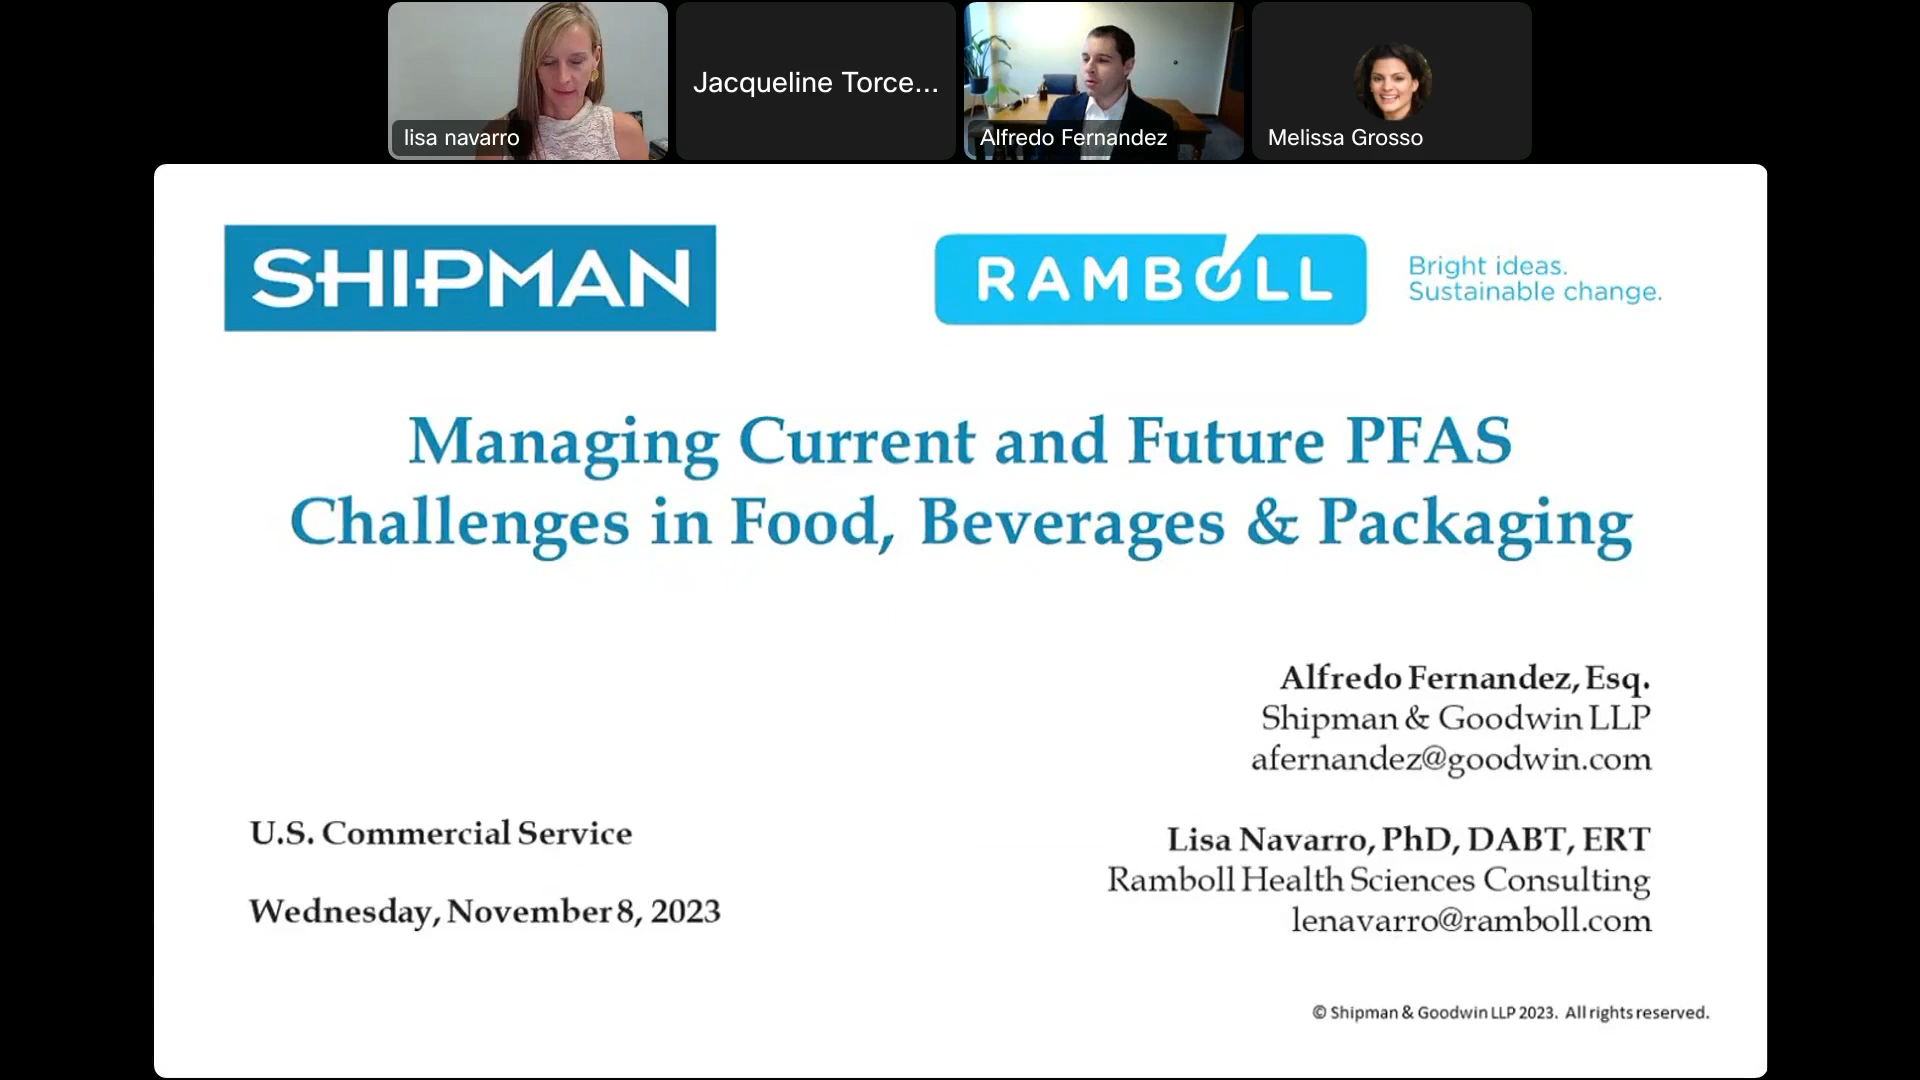 lisa navarro
Jacqueline Torce...
Alfredo Fernandez
Melissa Grosso
SHIPMAN
RAMBOLL
Bright ideas.
Sustainable change.
Managing Current and Future PFAS
Challenges in Food, Beverages & Packaging
Alfredo Fernandez, Esq.
Shipman & Goodwin LLP
afernandez@goodwin.com
U.S. Commercial Service
Wednesday, November 8, 2023
Lisa Navarro, PhD, DABT, ERT
Ramboll Health Sciences Consulting
lenavarro@ramboll.com
© Shipman & Goodwin LLP 2023. All rights reserved.